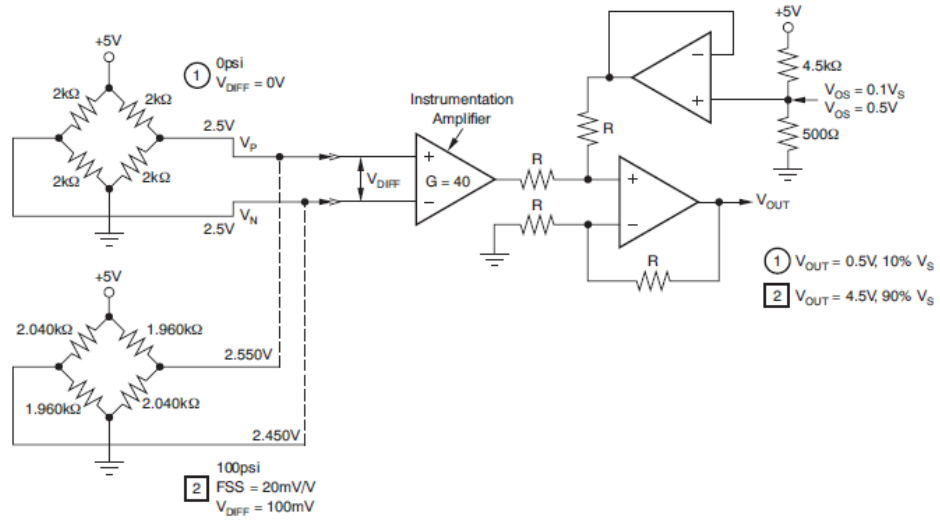 +5V
2kΩ
2kΩ
2kΩ
2kΩ
1
0psi
V_DIFF = 0V
2.5V
V_P
2.5V
V_N
V_DIFF
Instrumentation
Amplifier
+
G = 40
−
R
R
R
R
−
+
+
−
+5V
4.5kΩ
V_OS = 0.1V_S
V_OS = 0.5V
500Ω
V_OUT
1 V_OUT = 0.5V, 10% V_S
2 V_OUT = 4.5V, 90% V_S
+5V
2.040kΩ
1.960kΩ
1.960kΩ
2.040kΩ
2.550V
2.450V
2
100psi
FSS = 20mV/V
V_DIFF = 100mV